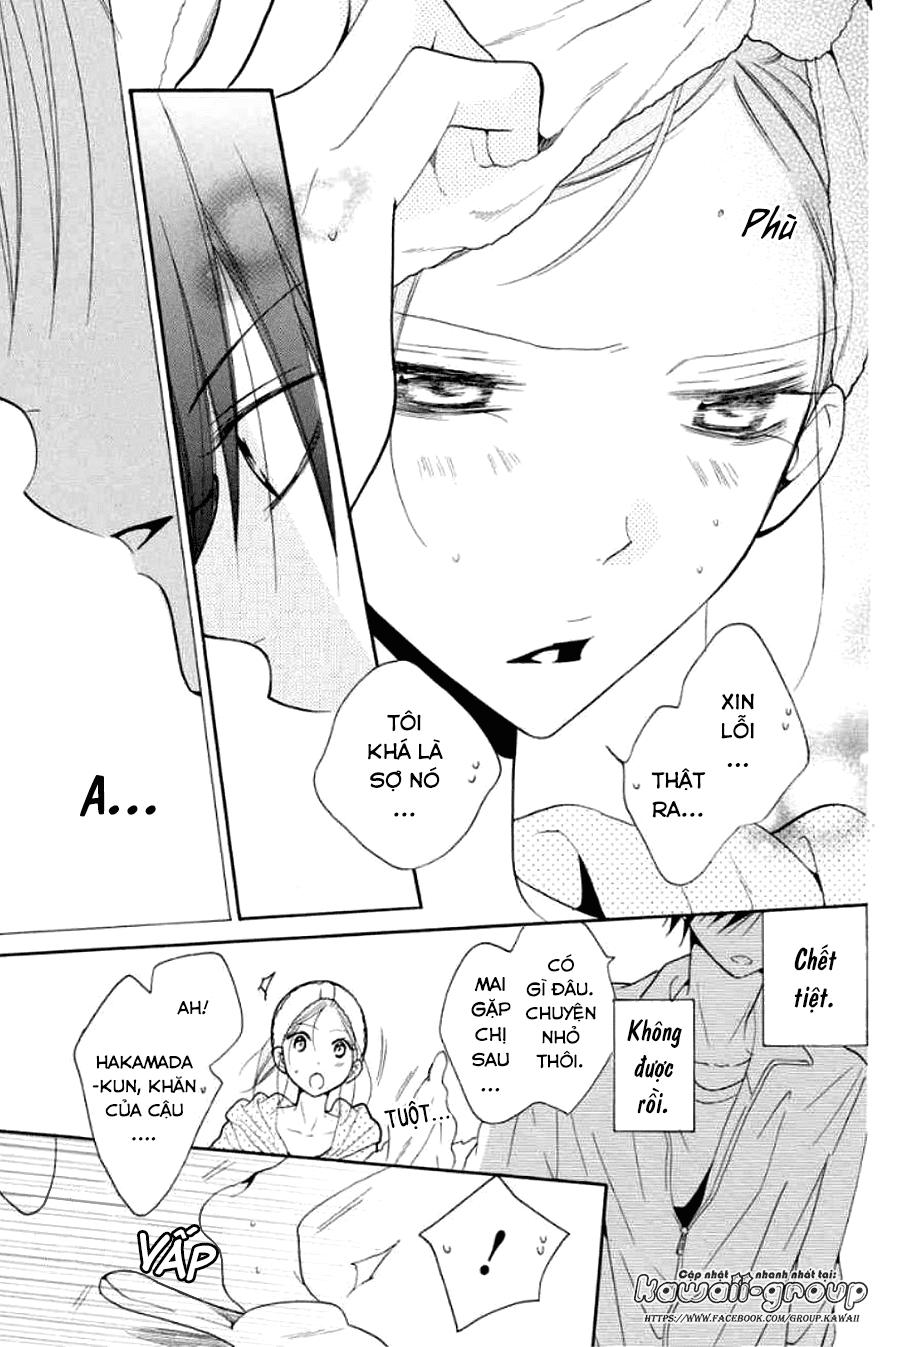 Phù
XIN
LỖI
...
THẬT
RA...
TÔI
KHÁ LÀ
SỢ NÓ
...
A...
Chết
tiệt.
Không
được
rồi.
CÓ
GÌ ĐÂU.
CHUYỆN
NHỎ
THÔI.
MAI
GẶP
CHỊ
SAU
...
TUỘT...
AH!
HAKAMADA
-KUN, KHĂN
CỦA CẬU
....
!
VẤP
Cập nhật nhanh nhất tại:
kawaii-group
HTTPS://WWW.FACEBOOK.COM/GROUP.KAWAII